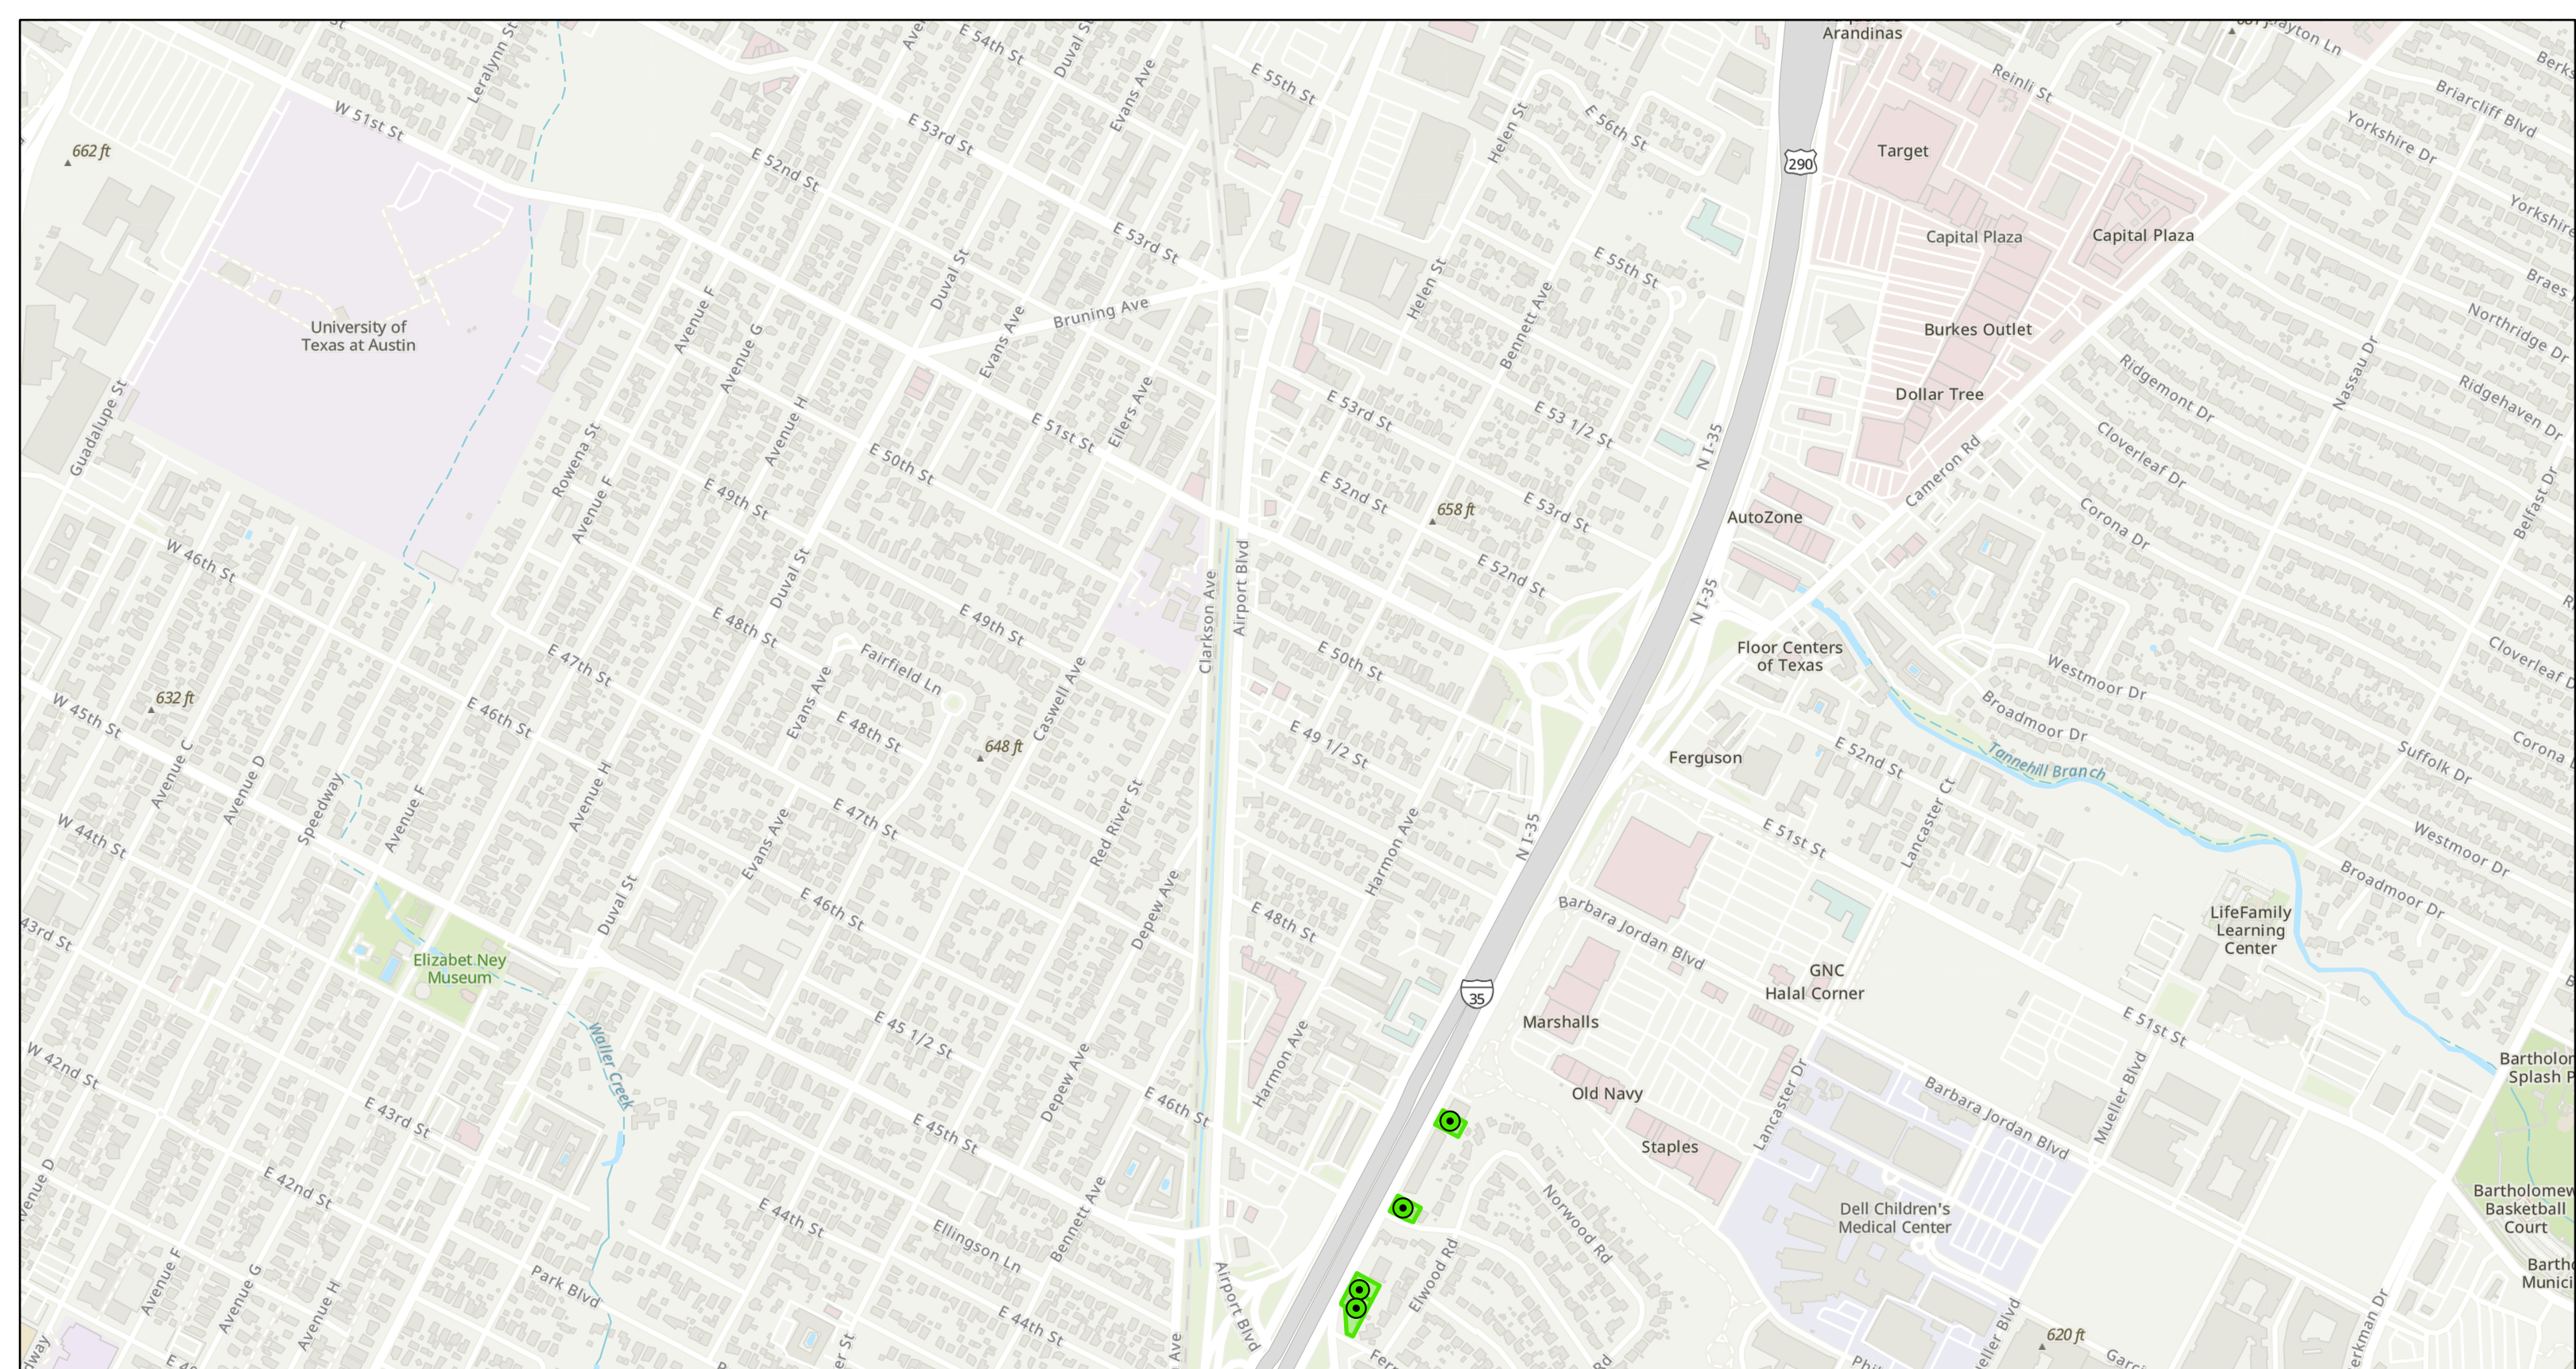 Arandinas
Leralynn St
E 54th St
Duval St
Evans Ave
E 55th St
Reinli St
Briarcliff Blvd
W 51st St
E 53rd St
Helen St
E 56th St
Yorkshire Dr
662 ft
E 52nd St
290
Target
Capital Plaza
Capital Plaza
E 53rd St
E 55th St
Duval St
Helen St
Bennett Ave
Avenue F
Bruning Ave
Evans Ave
Northridge Dr
University of
Texas at Austin
Avenue G
Burkes Outlet
Nassau Dr
Ridgemont Dr
Dollar Tree
Ridgehaven Dr
Guadalupe St
Avenue H
Eilers Ave
E 51st St
E 53rd St
E 53 1/2 St
N I-35
Cloverleaf Dr
Rowena St
E 50th St
Cameron Rd
Avenue F
E 49th St
E 52nd St
658 ft
E 53rd St
AutoZone
Corona Dr
Belfast Dr
W 46th St
Duval St
Clarkson Ave
Airport Blvd
E 52nd St
N I-35
E 48th St
E 49th St
E 47th St
Fairfield Ln
E 50th St
Floor Centers
of Texas
Westmoor Dr
632 ft
W 45th St
E 46th St
Evans Ave
E 48th St
648 ft
Caswell Ave
E 49 1/2 St
Broadmoor Dr
Ferguson
E 52nd St
Tannehill Branch
Suffolk Dr
Avenue C
Avenue D
Speedway
Avenue F
Avenue H
Evans Ave
E 47th St
Red River St
Harmon Ave
N I-35
E 51st St
Lancaster Ct
Westmoor Dr
W 44th St
Duval St
E 46th St
Depew Ave
E 48th St
Barbara Jordan Blvd
Broadmoor Dr
LifeFamily
Learning
Center
43rd St
Elizabet Ney
Museum
35
GNC
Halal Corner
Marshalls
E 51st St
W 42nd St
Waller Creek
E 45 1/2 St
Harmon Ave
Depew Ave
E 46th St
Old Navy
Lancaster Dr
Barbara Jordan Blvd
Mueller Blvd
E 43rd St
E 45th St
Staples
E 42nd St
E 44th St
Ellingson Ln
Bennett Ave
Norwood Rd
Dell Children's
Medical Center
Basketball
Court
Avenue F
Avenue G
Avenue H
Park Blvd
E 44th St
Airport Blvd
Elwood Rd
620 ft